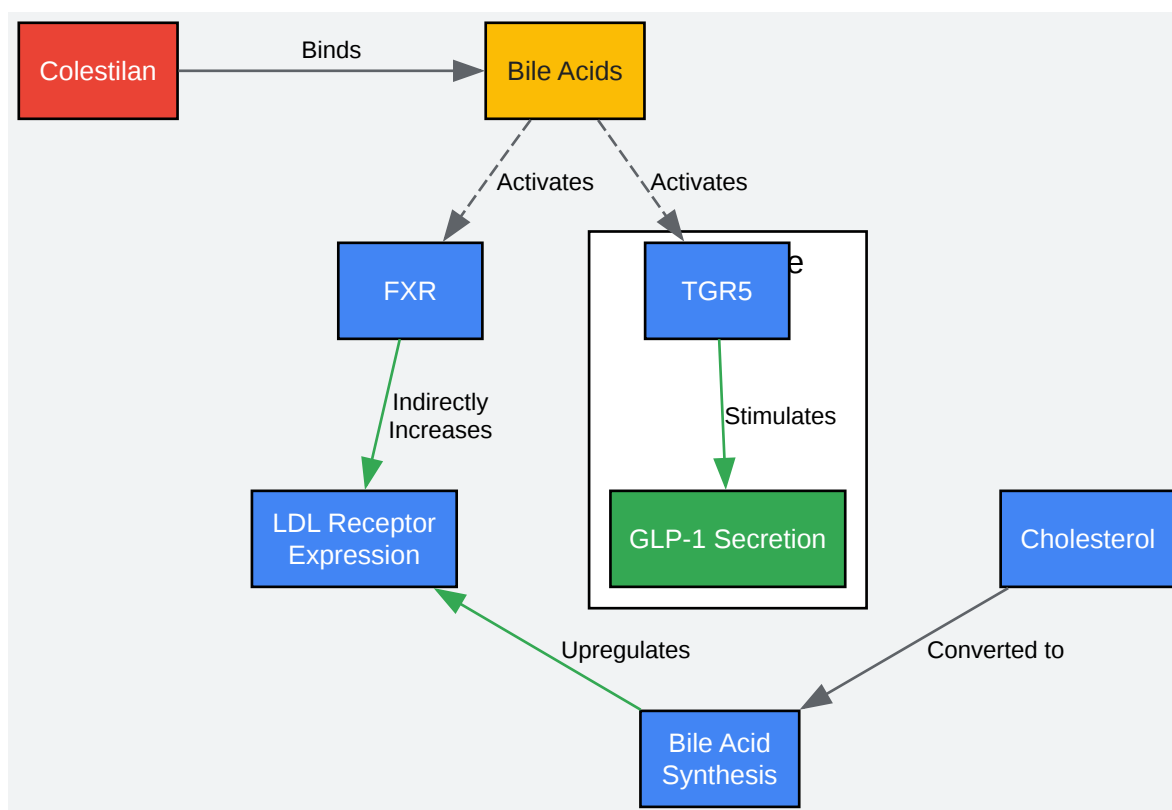 Colestilan
Binds
Bile Acids
Activates
Activates
FXR
TGR5
Indirectly
Increases
Stimulates
LDL Receptor
Expression
GLP-1 Secretion
Cholesterol
Upregulates
Converted to
Bile Acid
Synthesis